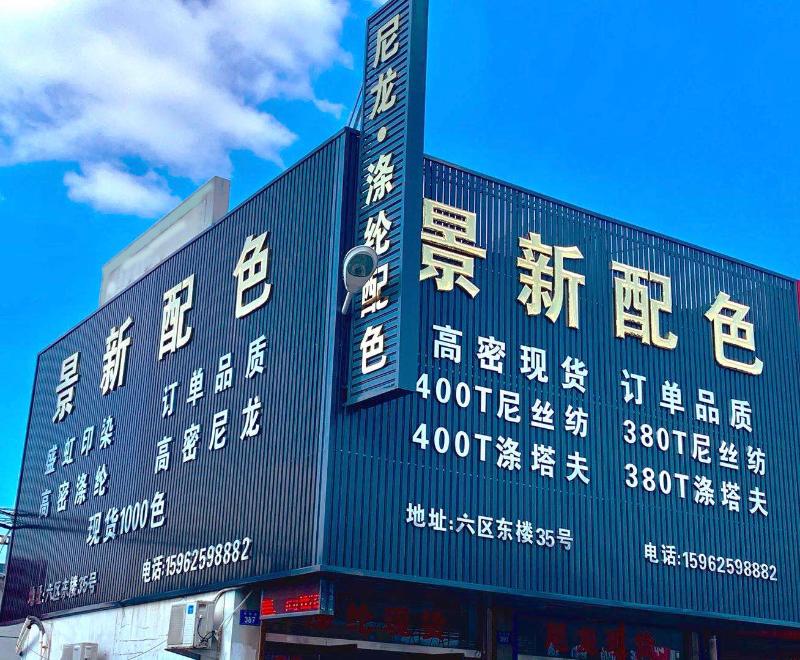 尼龙·涤纶配色
景新配色
盛虹印染 订单品质
高密涤纶 高密尼龙
现货1000色
地址:六区东楼35号 电话:15962598882
景新配色
高密现货 订单品质
400T尼丝纺 380T尼丝纺
400T涤塔夫 380T涤塔夫
地址:六区东楼35号 电话:15962598882
387